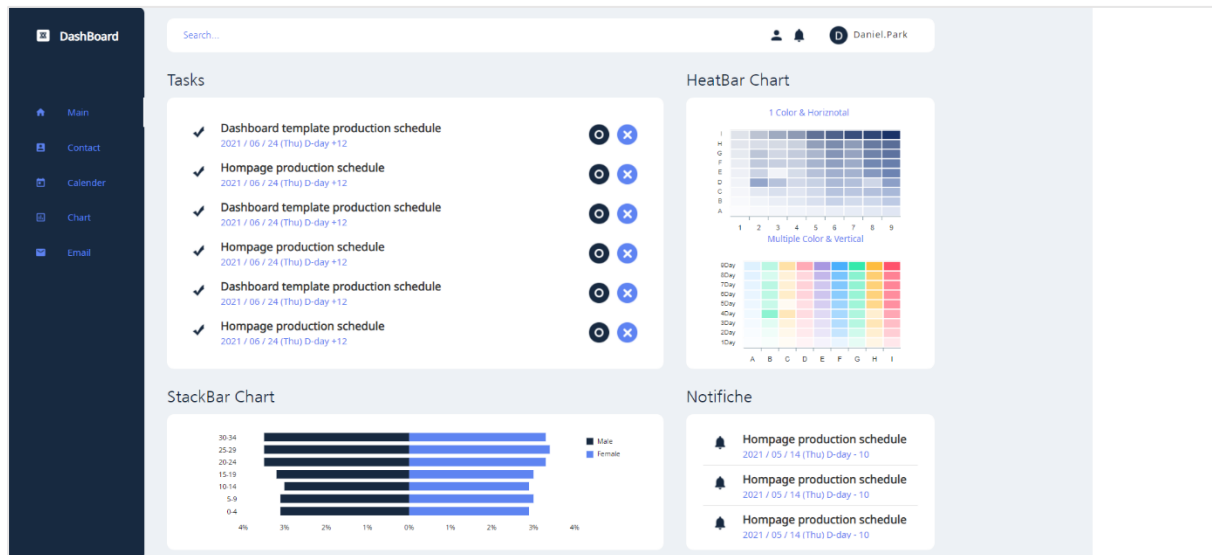 DashBoard
Main
Contact
Calender
Chart
Email
Search...
D
Daniel.Park
Tasks
Dashboard template production schedule
2021 / 06 / 24 (Thu) D-day +12
Hompage production schedule
2021 / 06 / 24 (Thu) D-day +12
Dashboard template production schedule
2021 / 06 / 24 (Thu) D-day +12
Hompage production schedule
2021 / 06 / 24 (Thu) D-day +12
Dashboard template production schedule
2021 / 06 / 24 (Thu) D-day +12
Hompage production schedule
2021 / 06 / 24 (Thu) D-day +12
HeatBar Chart
1 Color & Horiznotal
I
H
G
F
E
D
C
B
A
1 2 3 4 5 6 7 8 9
Multiple Color & Vertical
8Day
7Day
6Day
5Day
4Day
3Day
2Day
1Day
A B C D E F G H I
StackBar Chart
30-34
25-29
20-24
15-19
10-14
5-9
0-4
4% 3% 2% 1% 0% 1% 2% 3% 4%
Male
Female
Notifiche
Hompage production schedule
2021 / 05 / 14 (Thu) D-day - 10
Hompage production schedule
2021 / 05 / 14 (Thu) D-day - 10
Hompage production schedule
2021 / 05 / 14 (Thu) D-day - 10